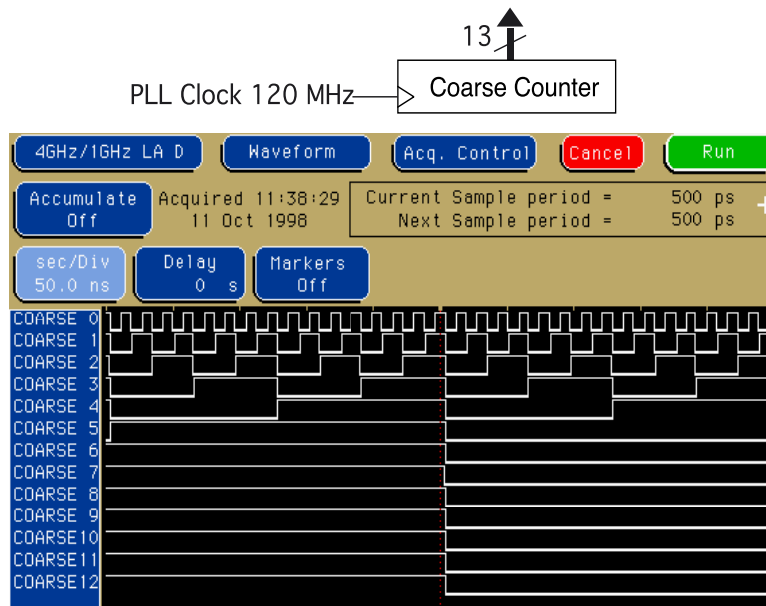 13
PLL Clock 120 MHz
Coarse Counter
4GHz/1GHz LA D Waveform Acq. Control Cancel Run
Accumulate Off
Acquired 11:38:29
11 Oct 1998
Current Sample period = 500 ps
Next Sample period = 500 ps
sec/Div 50.0 ns
Delay 0 s
Markers Off
COARSE 0
COARSE 1
COARSE 2
COARSE 3
COARSE 4
COARSE 5
COARSE 6
COARSE 7
COARSE 8
COARSE 9
COARSE10
COARSE11
COARSE12